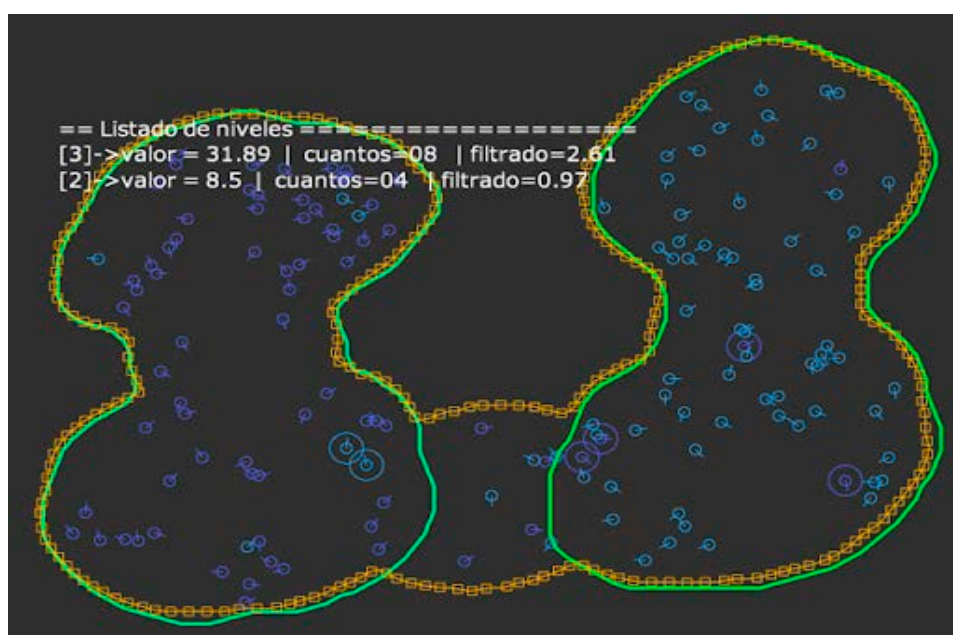 == Listado de niveles ===================
[3]->valor = 31.89 | cuantos=08 | filtrado=2.61
[2]->valor = 8.5 | cuantos=04 | filtrado=0.97